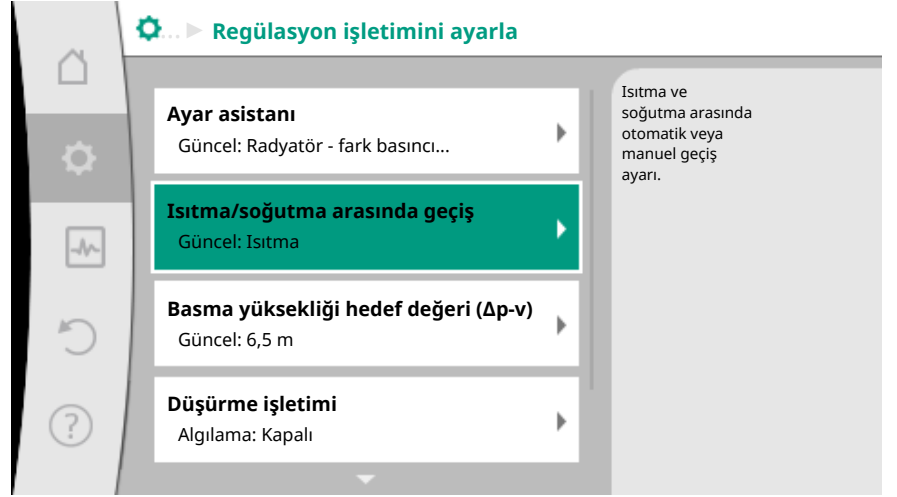 ... Regülasyon işletimini ayarla
Ayar asistanı
Güncel: Radyatör - fark basıncı...
Isıtma/soğutma arasında geçiş
Güncel: Isıtma
Basma yüksekliği hedef değeri (Δp-v)
Güncel: 6,5 m
Düşürme işletimi
Algılama: Kapalı
Isıtma ve
soğutma arasında
otomatik veya
manuel geçiş
ayarı.
?